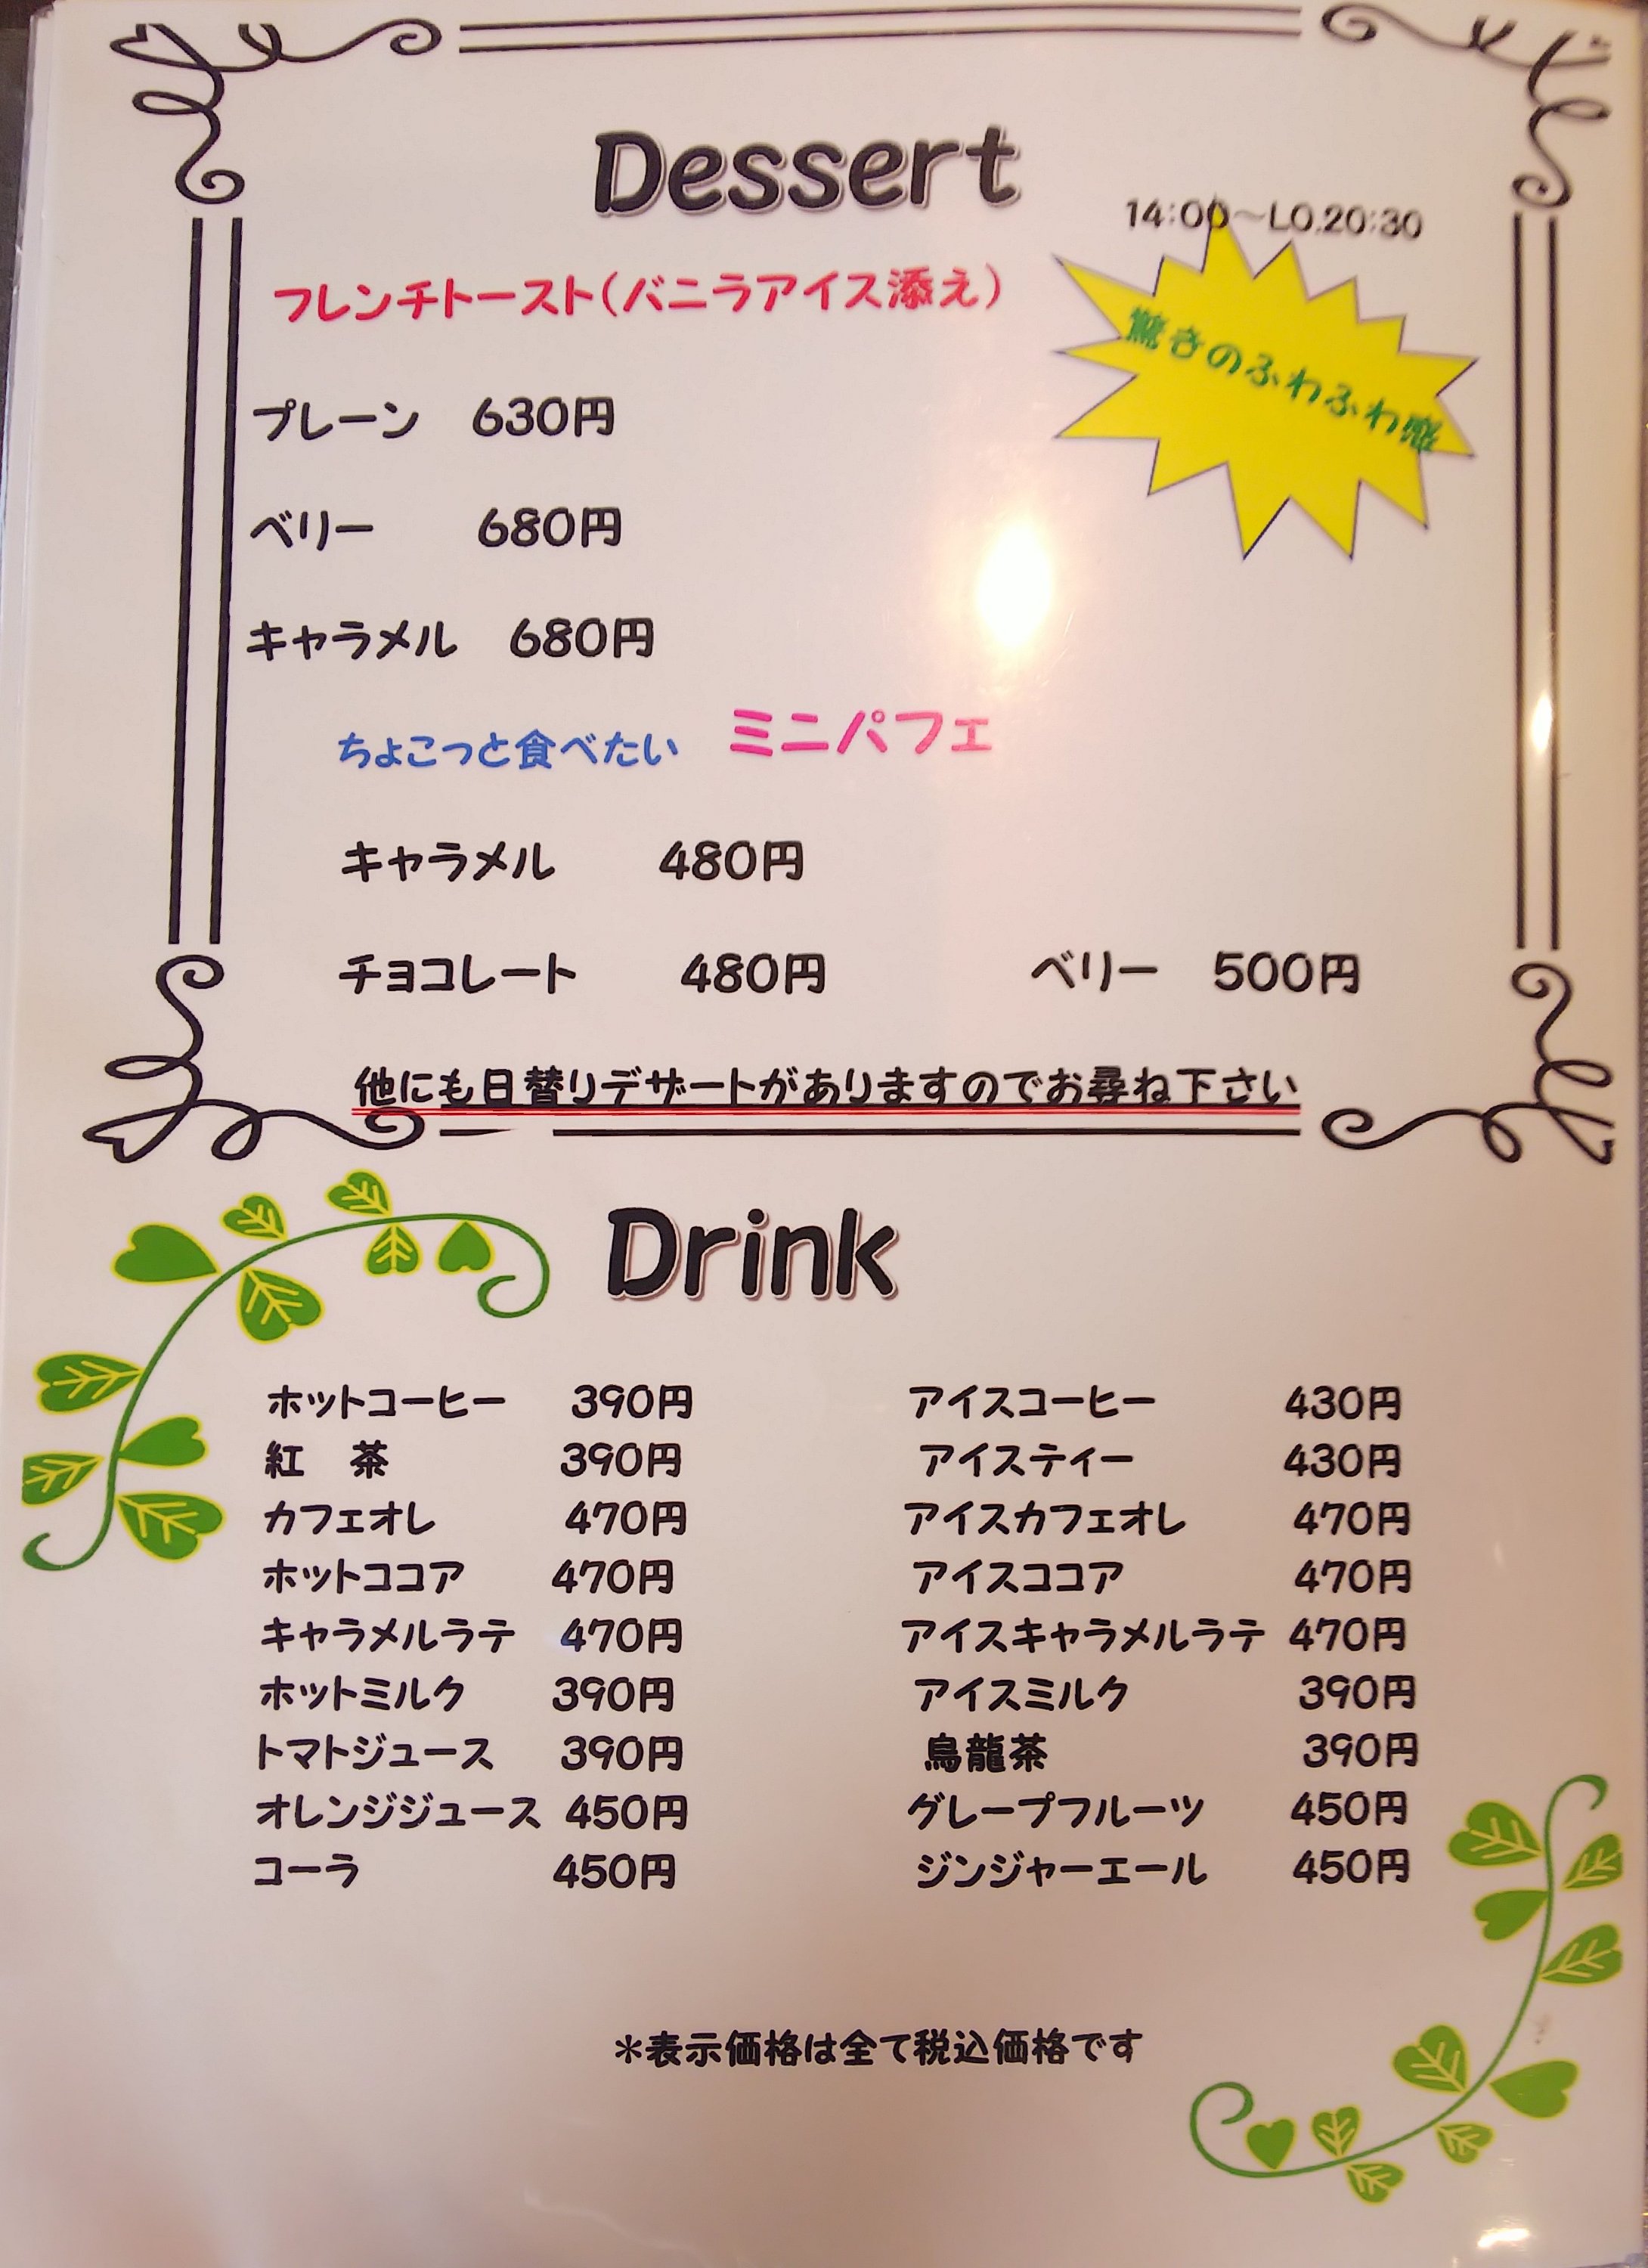 Dessert
14:00～LO.20:30
フレンチトースト(バニラアイス添え)
驚きのふわふわ感
プレーン 630円
ベリー 680円
キャラメル 680円
ちょこっと食べたい ミニパフェ
キャラメル 480円
チョコレート 480円 ベリー 500円
他にも日替りデザートがありますのでお尋ね下さい
Drink
ホットコーヒー 390円 アイスコーヒー 430円
紅 茶 390円 アイスティー 430円
カフェオレ 470円 アイスカフェオレ 470円
ホットココア 470円 アイスココア 470円
キャラメルラテ 470円 アイスキャラメルラテ 470円
ホットミルク 390円 アイスミルク 390円
トマトジュース 390円 烏龍茶 390円
オレンジジュース 450円 グレープフルーツ 450円
コーラ 450円 ジンジャーエール 450円
＊表示価格は全て税込価格です